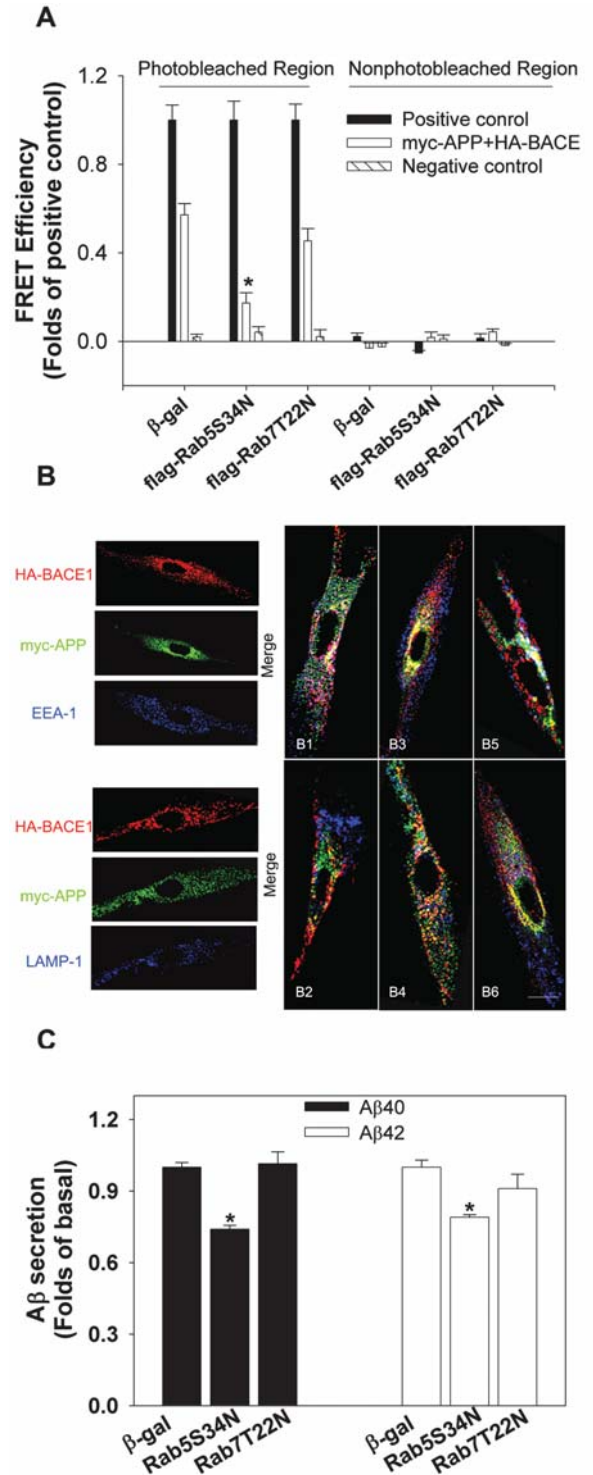 A
Photobleached Region
Nonphotobleached Region
Positive conrol
myc-APP+HA-BACE
Negative control
FRET Efficiency
(Folds of positive control)
1.2
0.8
0.4
0.0
*
β-gal
flag-Rab5S34N
flag-Rab7T22N
β-gal
flag-Rab5S34N
flag-Rab7T22N
B
HA-BACE1
myc-APP
EEA-1
Merge
B1
B3
B5
HA-BACE1
myc-APP
LAMP-1
Merge
B2
B4
B6
C
Aβ40
Aβ42
Aβ secretion
(Folds of basal)
1.2
0.9
0.6
0.3
0.0
*
*
β-gal
Rab5S34N
Rab7T22N
β-gal
Rab5S34N
Rab7T22N